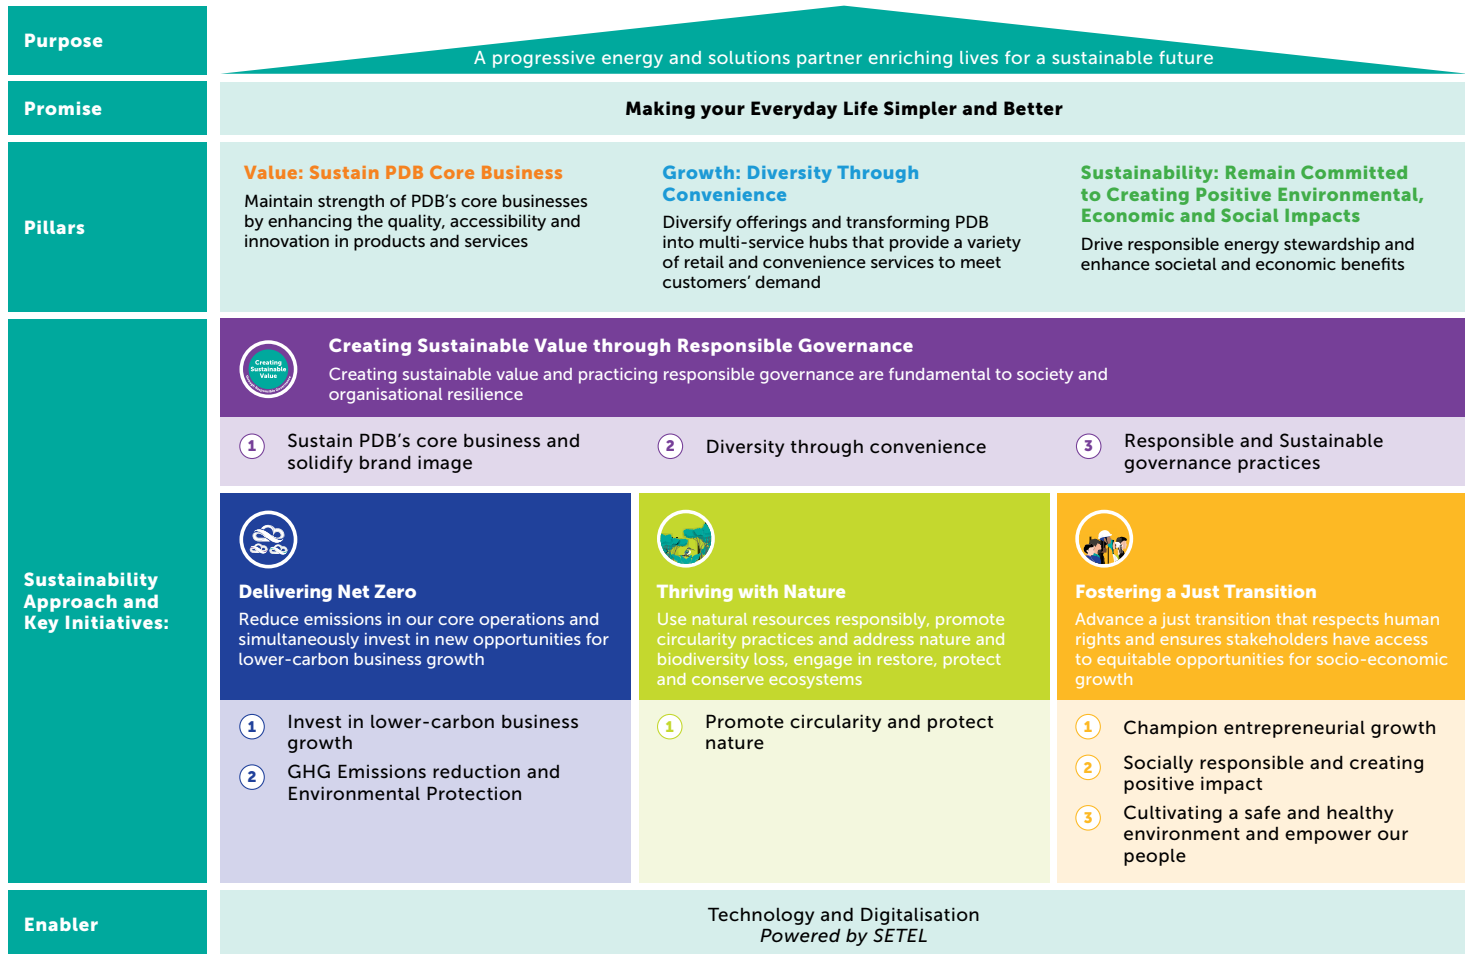 Purpose
A progressive energy and solutions partner enriching lives for a sustainable future
Promise
Making your Everyday Life Simpler and Better
Pillars
Value: Sustain PDB Core Business
Maintain strength of PDB's core businesses
by enhancing the quality, accessibility and
innovation in products and services
Growth: Diversity Through
Convenience
Diversify offerings and transforming PDB
into multi-service hubs that provide a variety
of retail and convenience services to meet
customers' demand
Sustainability: Remain Committed
to Creating Positive Environmental,
Economic and Social Impacts
Drive responsible energy stewardship and
enhance societal and economic benefits
Sustainability
Approach and
Key Initiatives:
Creating
Sustainable
Value
Creating Sustainable Value through Responsible Governance
Creating sustainable value and practicing responsible governance are fundamental to society and
organisational resilience
1
Sustain PDB's core business and
solidify brand image
2
Diversity through convenience
3
Responsible and Sustainable
governance practices
Delivering Net Zero
Reduce emissions in our core operations and
simultaneously invest in new opportunities for
lower-carbon business growth
1
Invest in lower-carbon business
growth
2
GHG Emissions reduction and
Environmental Protection
Thriving with Nature
Use natural resources responsibly, promote
circularity practices and address nature and
biodiversity loss, engage in restore, protect
and conserve ecosystems
1
Promote circularity and protect
nature
Fostering a Just Transition
Advance a just transition that respects human
rights and ensures stakeholders have access
to equitable opportunities for socio-economic
growth
1
Champion entrepreneurial growth
2
Socially responsible and creating
positive impact
3
Cultivating a safe and healthy
environment and empower our
people
Enabler
Technology and Digitalisation
Powered by SETEL